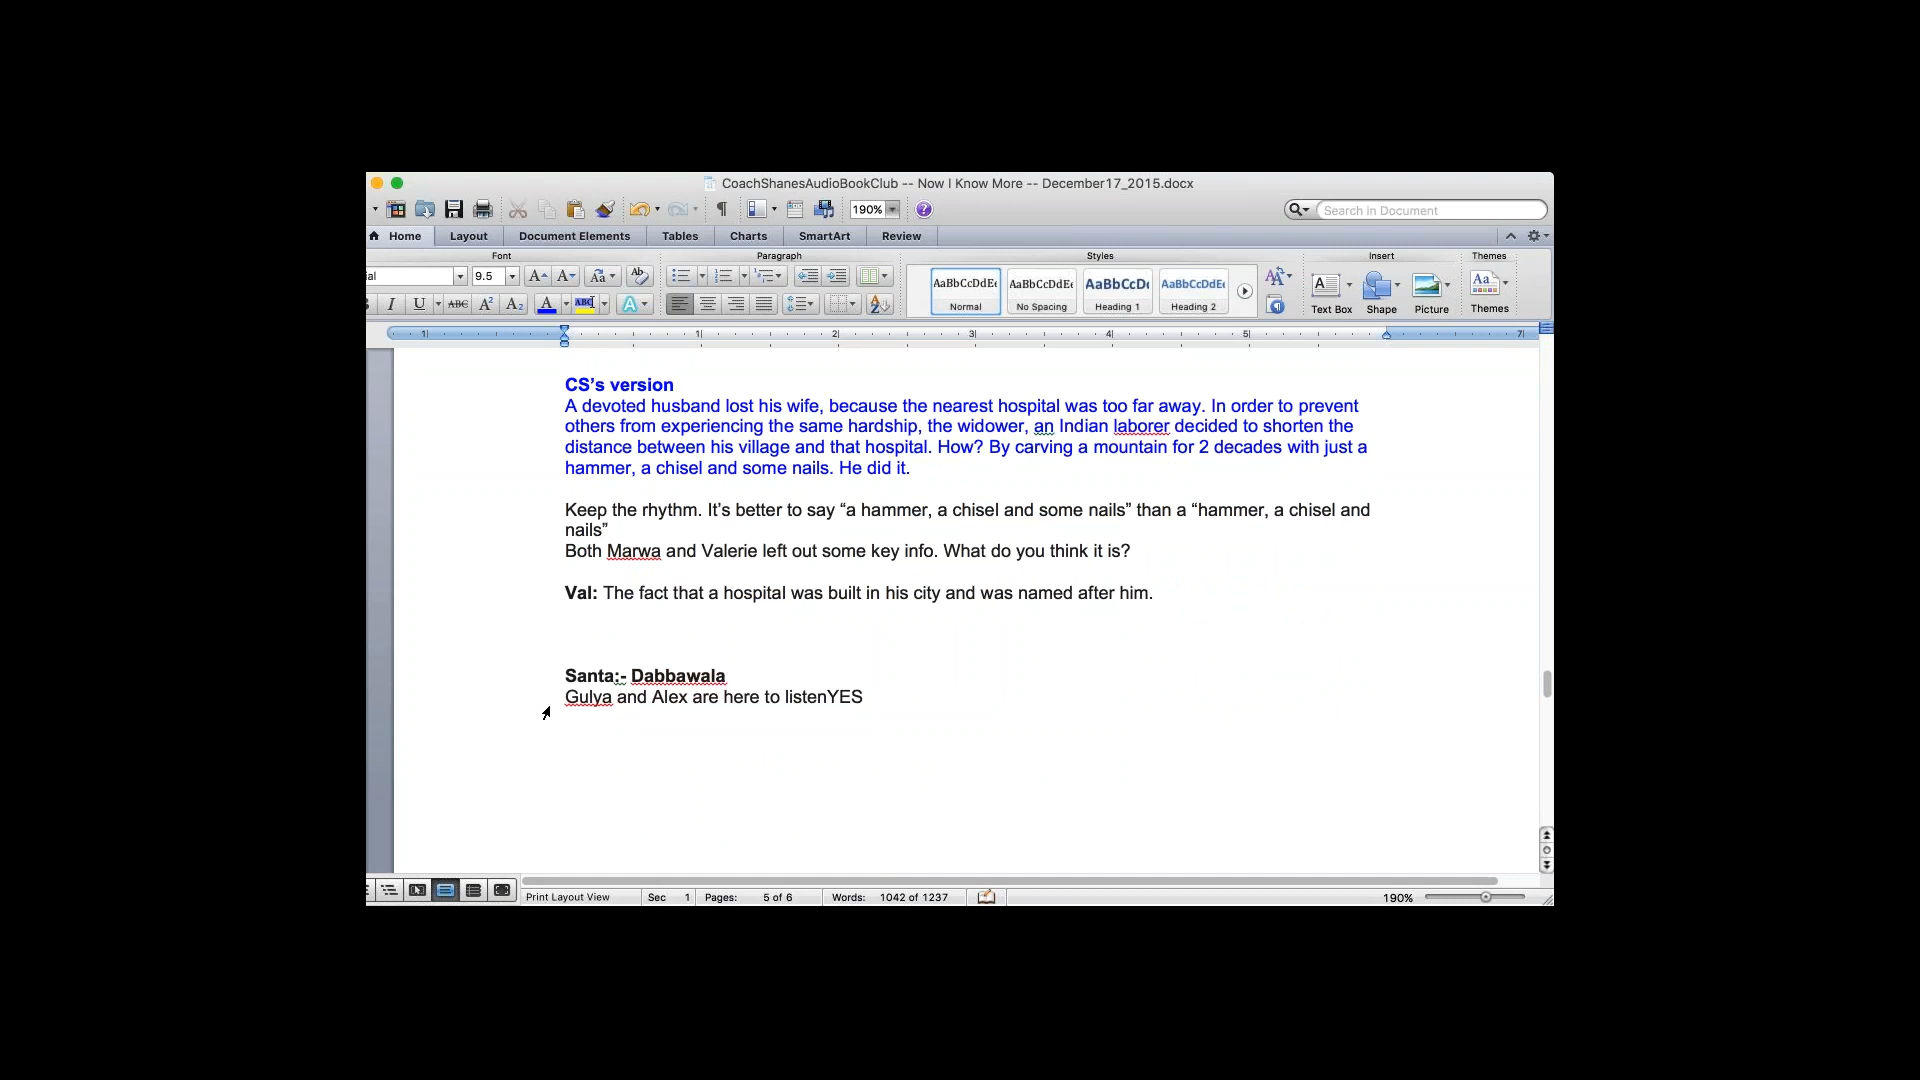 CoachShanesAudioBookClub -- Now I Know More -- December17_2015.docx
190%
Search in Document
Home Layout Document Elements Tables Charts SmartArt Review
Font Paragraph Styles Insert Themes
9.5
AaBbCcDdEe AaBbCcDdEe AaBbCcDd AaBbCcDdEe
Normal No Spacing Heading 1 Heading 2
Text Box Shape Picture Themes
1 1 2 3 4 5 7
CS’s version
A devoted husband lost his wife, because the nearest hospital was too far away. In order to prevent
others from experiencing the same hardship, the widower, an Indian laborer decided to shorten the
distance between his village and that hospital. How? By carving a mountain for 2 decades with just a
hammer, a chisel and some nails. He did it.
Keep the rhythm. It’s better to say “a hammer, a chisel and some nails” than a “hammer, a chisel and
nails”
Both Marwa and Valerie left out some key info. What do you think it is?
Val: The fact that a hospital was built in his city and was named after him.
Santa:- Dabbawala
Gulya and Alex are here to listenYES
Print Layout View Sec 1 Pages: 5 of 6 Words: 1042 of 1237 190%